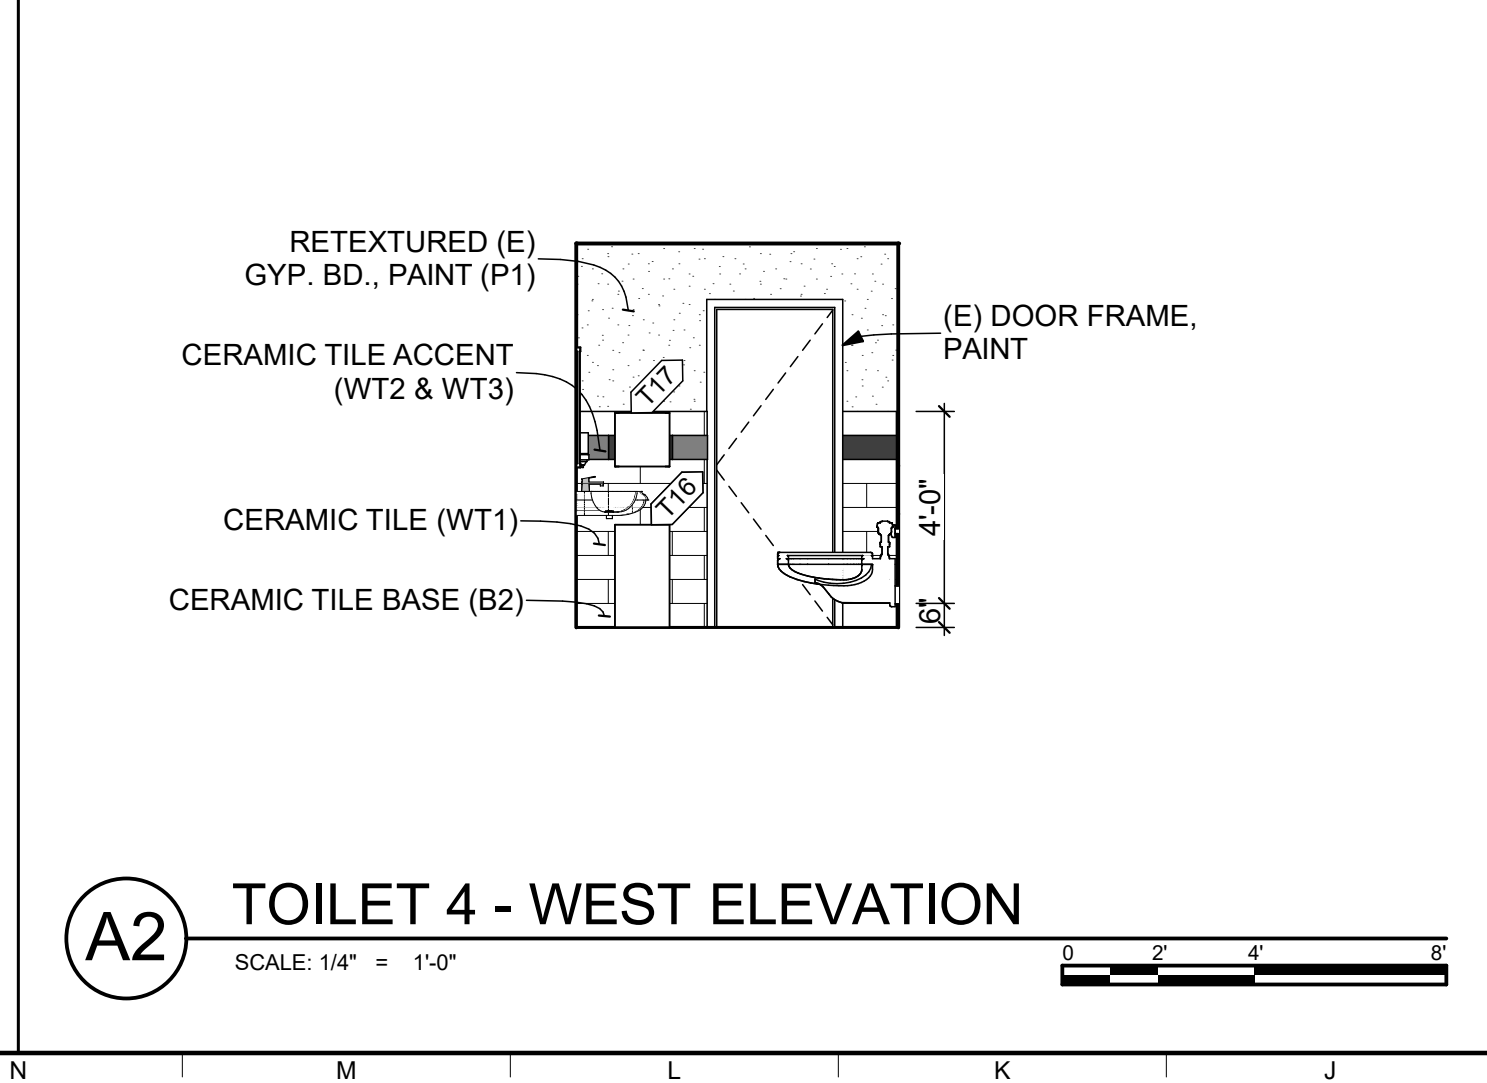 RETEXTURED (E)
GYP. BD., PAINT (P1)
(E) DOOR FRAME,
PAINT
CERAMIC TILE ACCENT
(WT2 & WT3)
T17
T16
4'-0"
CERAMIC TILE (WT1)
CERAMIC TILE BASE (B2)
6"
A2
TOILET 4 - WEST ELEVATION
SCALE: 1/4" = 1'-0"
0 2' 4' 8'
N M L K J